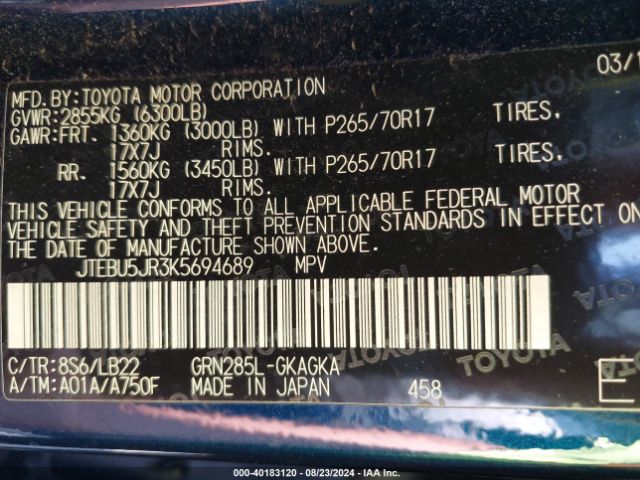 03/1
MFD. BY:TOYOTA MOTOR CORPORATION
GVWR:2855KG (6300LB)
GAWR:FRT. 1360KG (3000LB) WITH P265/70R17 TIRES,
17X7J RIMS.
RR. 1560KG (3450LB) WITH P265/70R17 TIRES,
17X7J RIMS.
THIS VEHICLE CONFORMS TO ALL APPLICABLE FEDERAL MOTOR
VEHICLE SAFETY AND THEFT PREVENTION STANDARDS IN EFFECT ON
THE DATE OF MANUFACTURE SHOWN ABOVE.
JTEBU5JR3K5694689 MPV
C/TR:8S6/LB22 GRN285L-GKAGKA
A/TM:A01A/A750F MADE IN JAPAN 458
000-40183120 - 08/23/2024 - IAA Inc.